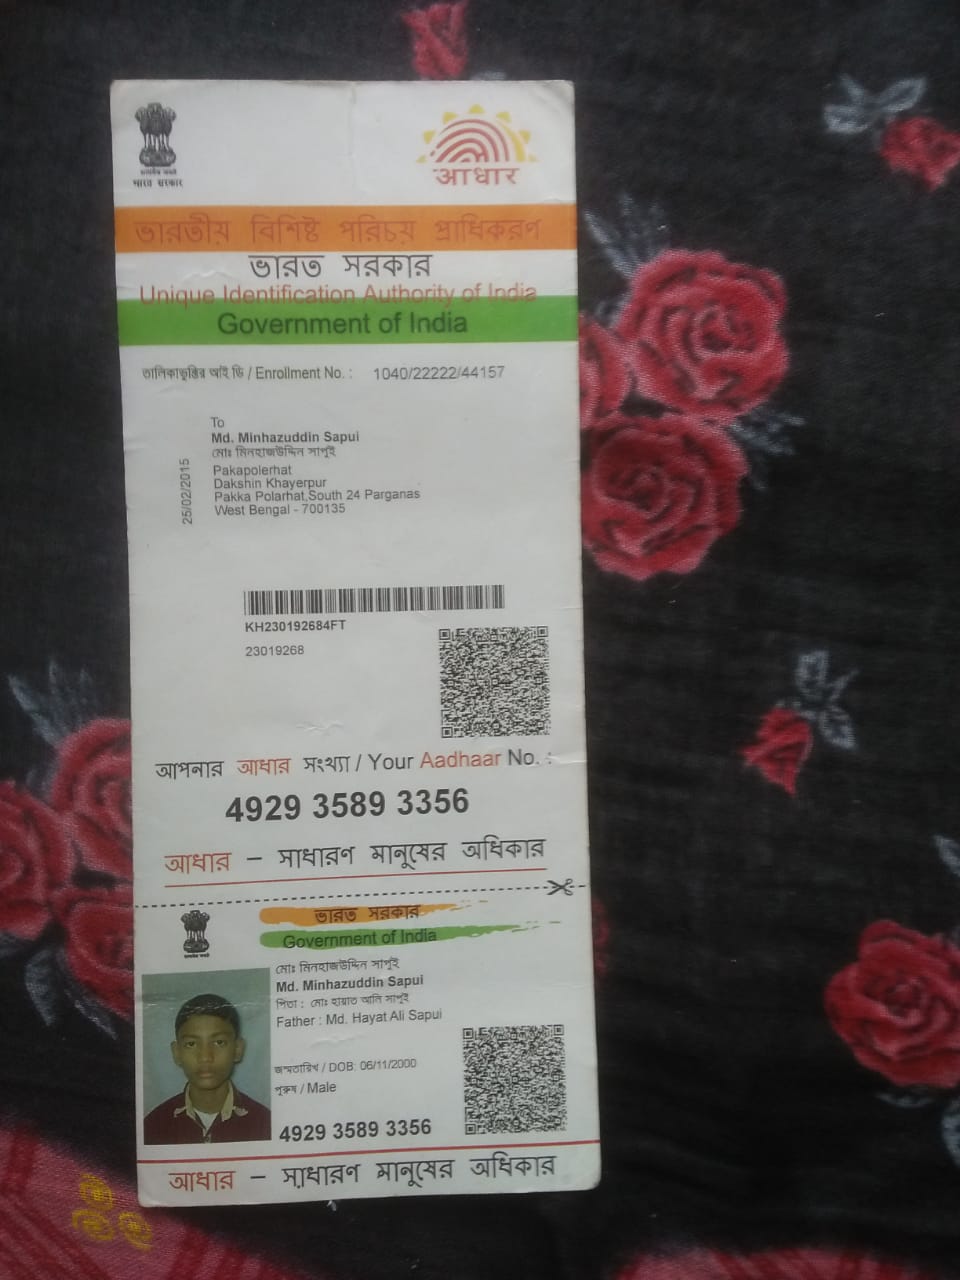 भारत सरकार
आधार
ভারতীয় বিশিষ্ট পরিচয় প্রাধিকরণ
ভারত সরকার
Unique Identification Authority of India
Government of India
তালিকাভুক্তির আই ডি / Enrollment No. : 1040/22222/44157
To
Md. Minhazuddin Sapui
মোঃ মিনহাজউদ্দিন সাপুই
Pakapolerhat
Dakshin Khayerpur
Pakka Polarhat,South 24 Parganas
West Bengal - 700135
25/02/2015
KH230192684FT
23019268
আপনার আধার সংখ্যা / Your Aadhaar No. :
4929 3589 3356
আধার – সাধারণ মানুষের অধিকার
ভারত সরকার
Government of India
মোঃ মিনহাজউদ্দিন সাপুই
Md. Minhazuddin Sapui
পিতা : মোঃ হায়াত আলি সাপুই
Father : Md. Hayat Ali Sapui
জন্মতারিখ / DOB: 06/11/2000
পুরুষ / Male
4929 3589 3356
আধার – সাধারণ মানুষের অধিকার